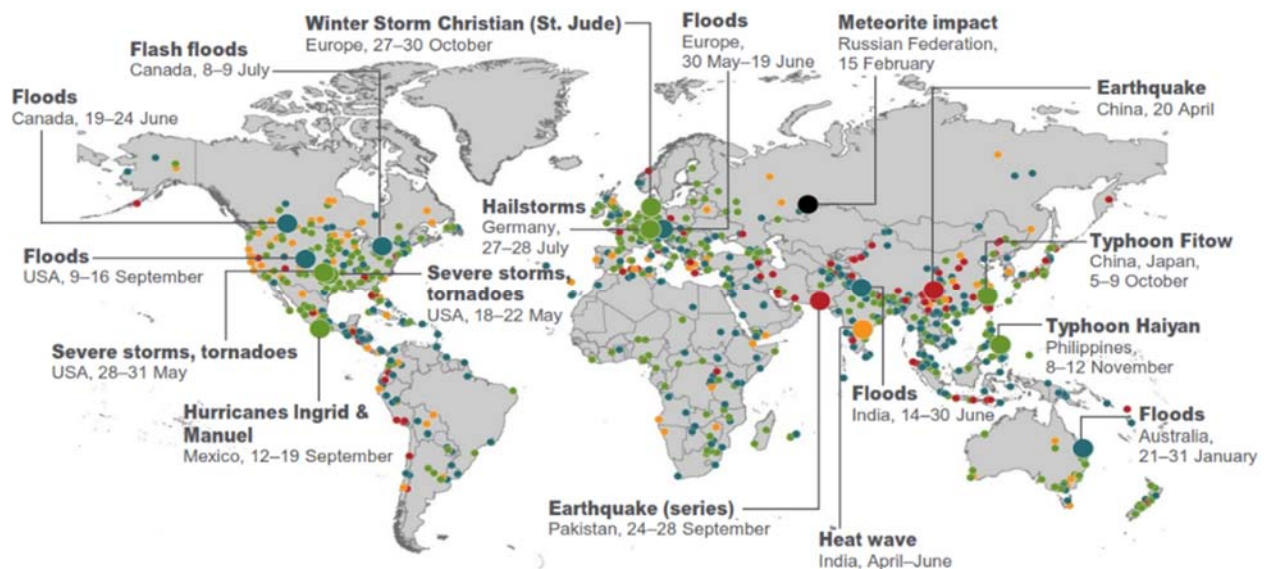 Winter Storm Christian (St. Jude)
Europe, 27–30 October
Floods
Europe,
30 May–19 June
Meteorite impact
Russian Federation,
15 February
Flash floods
Canada, 8–9 July
Earthquake
China, 20 April
Floods
Canada, 19–24 June
Hailstorms
Germany,
27–28 July
Floods
USA, 9–16 September
Severe storms,
tornadoes
USA, 18–22 May
Typhoon Fitow
China, Japan,
5–9 October
Severe storms, tornadoes
USA, 28–31 May
Typhoon Haiyan
Philippines,
8–12 November
Hurricanes Ingrid &
Manuel
Mexico, 12–19 September
Floods
India, 14–30 June
Floods
Australia,
21–31 January
Earthquake (series)
Pakistan, 24–28 September
Heat wave
India, April–June